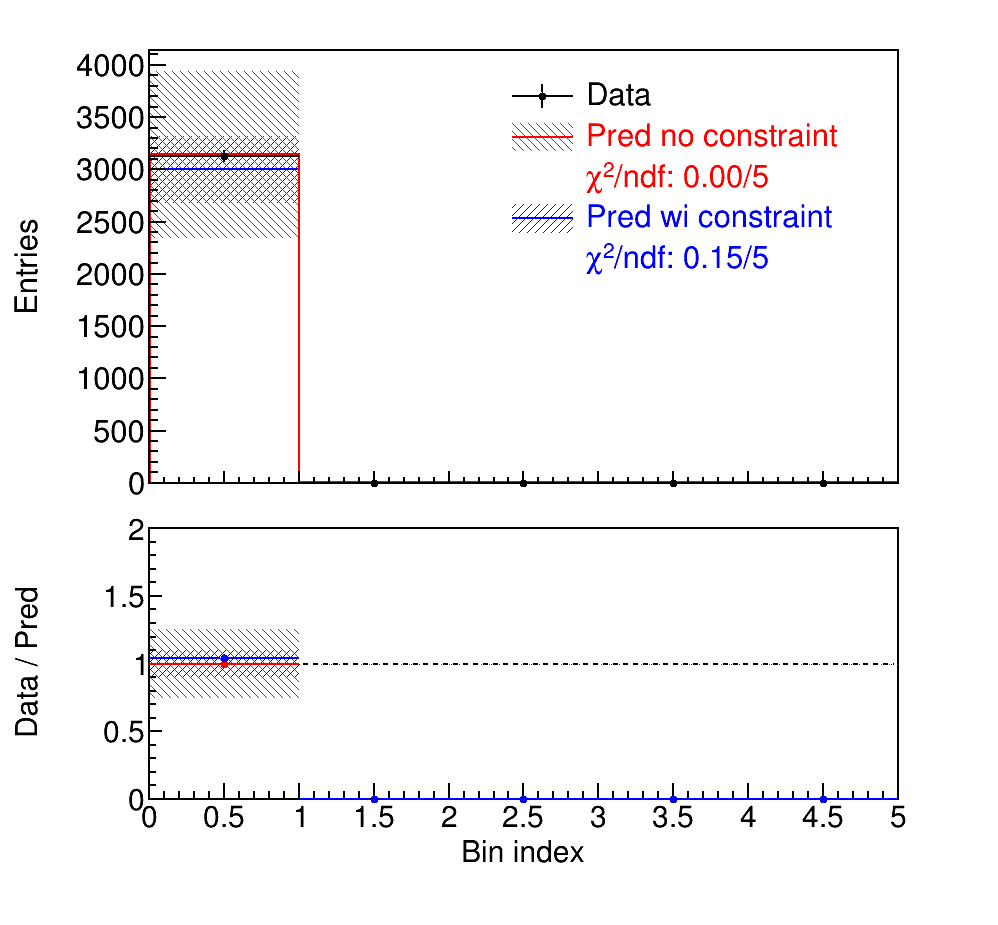 4000
3500
3000
2500
2000
1500
1000
500
0
Entries
Data
Pred no constraint
χ²/ndf: 0.00/5
Pred wi constraint
χ²/ndf: 0.15/5
2
1.5
1
0.5
0
Data / Pred
0 0.5 1 1.5 2 2.5 3 3.5 4 4.5 5
Bin index